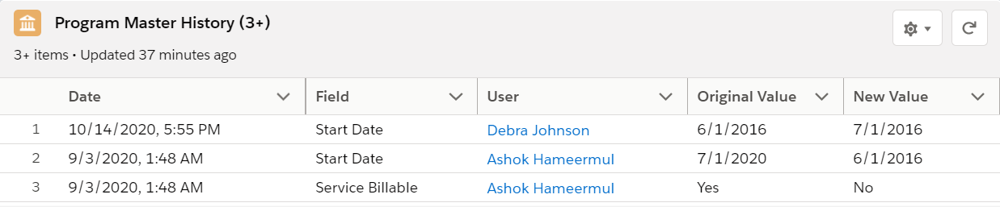 Program Master History (3+)
3+ items • Updated 37 minutes ago
Date Field User Original Value New Value
1 10/14/2020, 5:55 PM Start Date Debra Johnson 6/1/2016 7/1/2016
2 9/3/2020, 1:48 AM Start Date Ashok Hameermul 7/1/2020 6/1/2016
3 9/3/2020, 1:48 AM Service Billable Ashok Hameermul Yes No